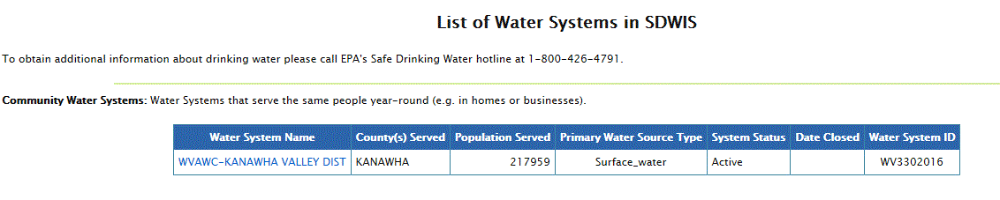 List of Water Systems in SDWIS
To obtain additional information about drinking water please call EPA's Safe Drinking Water hotline at 1-800-426-4791.
Community Water Systems: Water Systems that serve the same people year-round (e.g. in homes or businesses).
Water System Name County(s) Served Population Served Primary Water Source Type System Status Date Closed Water System ID
WVAWC-KANAWHA VALLEY DIST KANAWHA 217959 Surface_water Active WV3302016